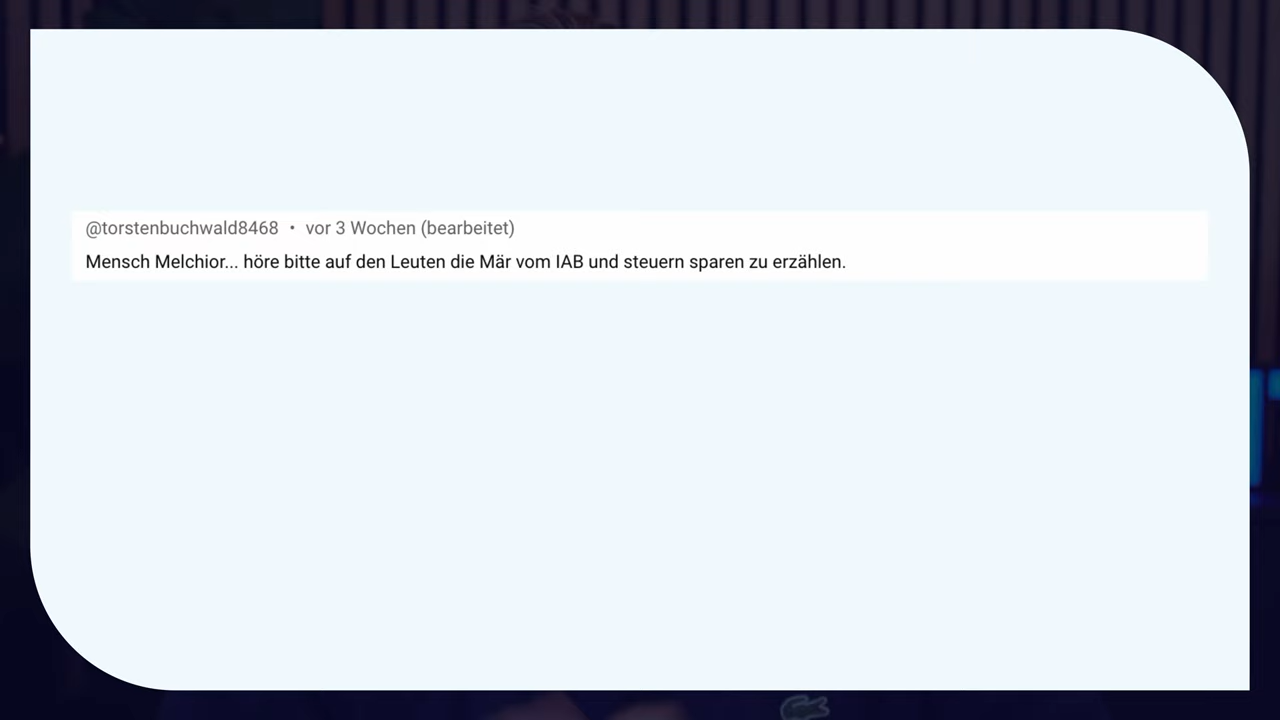 @torstenbuchwald8468 • vor 3 Wochen (bearbeitet)
Mensch Melchior... höre bitte auf den Leuten die Mär vom IAB und steuern sparen zu erzählen.